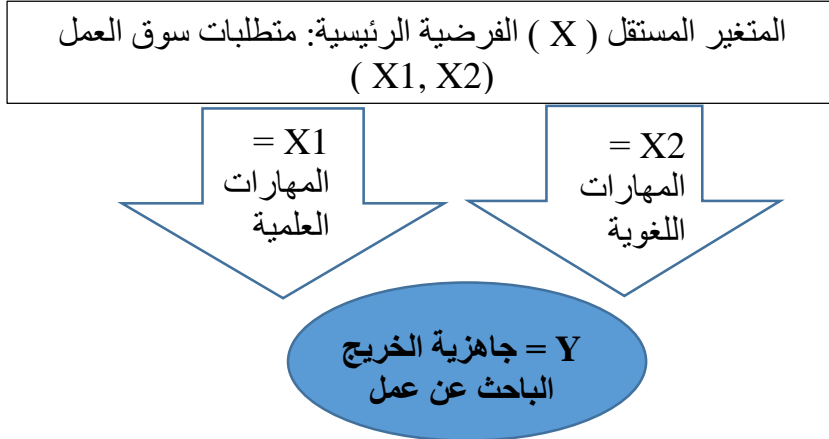 المتغير المستقل ( X ) الفرضية الرئيسية: متطلبات سوق العمل
( X1, X2)
X2 =
المهارات
اللغوية
X1 =
المهارات
العلمية
Y = جاهزية الخريج
الباحث عن عمل